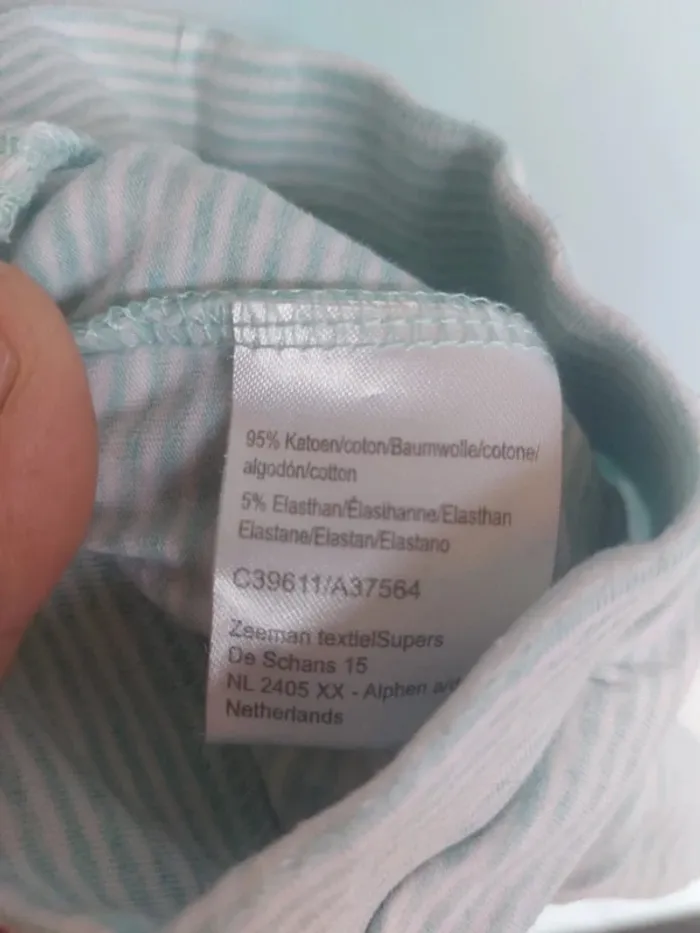 95% Katoen/coton/Baumwolle/cotone/
algodón/cotton
5% Elasthan/Élasthanne/Elasthan
Elastane/Elastan/Elastano
C39611/A37564
Zeeman textielSupers
De Schans 15
NL 2405 XX - Alphen a/d
Netherlands